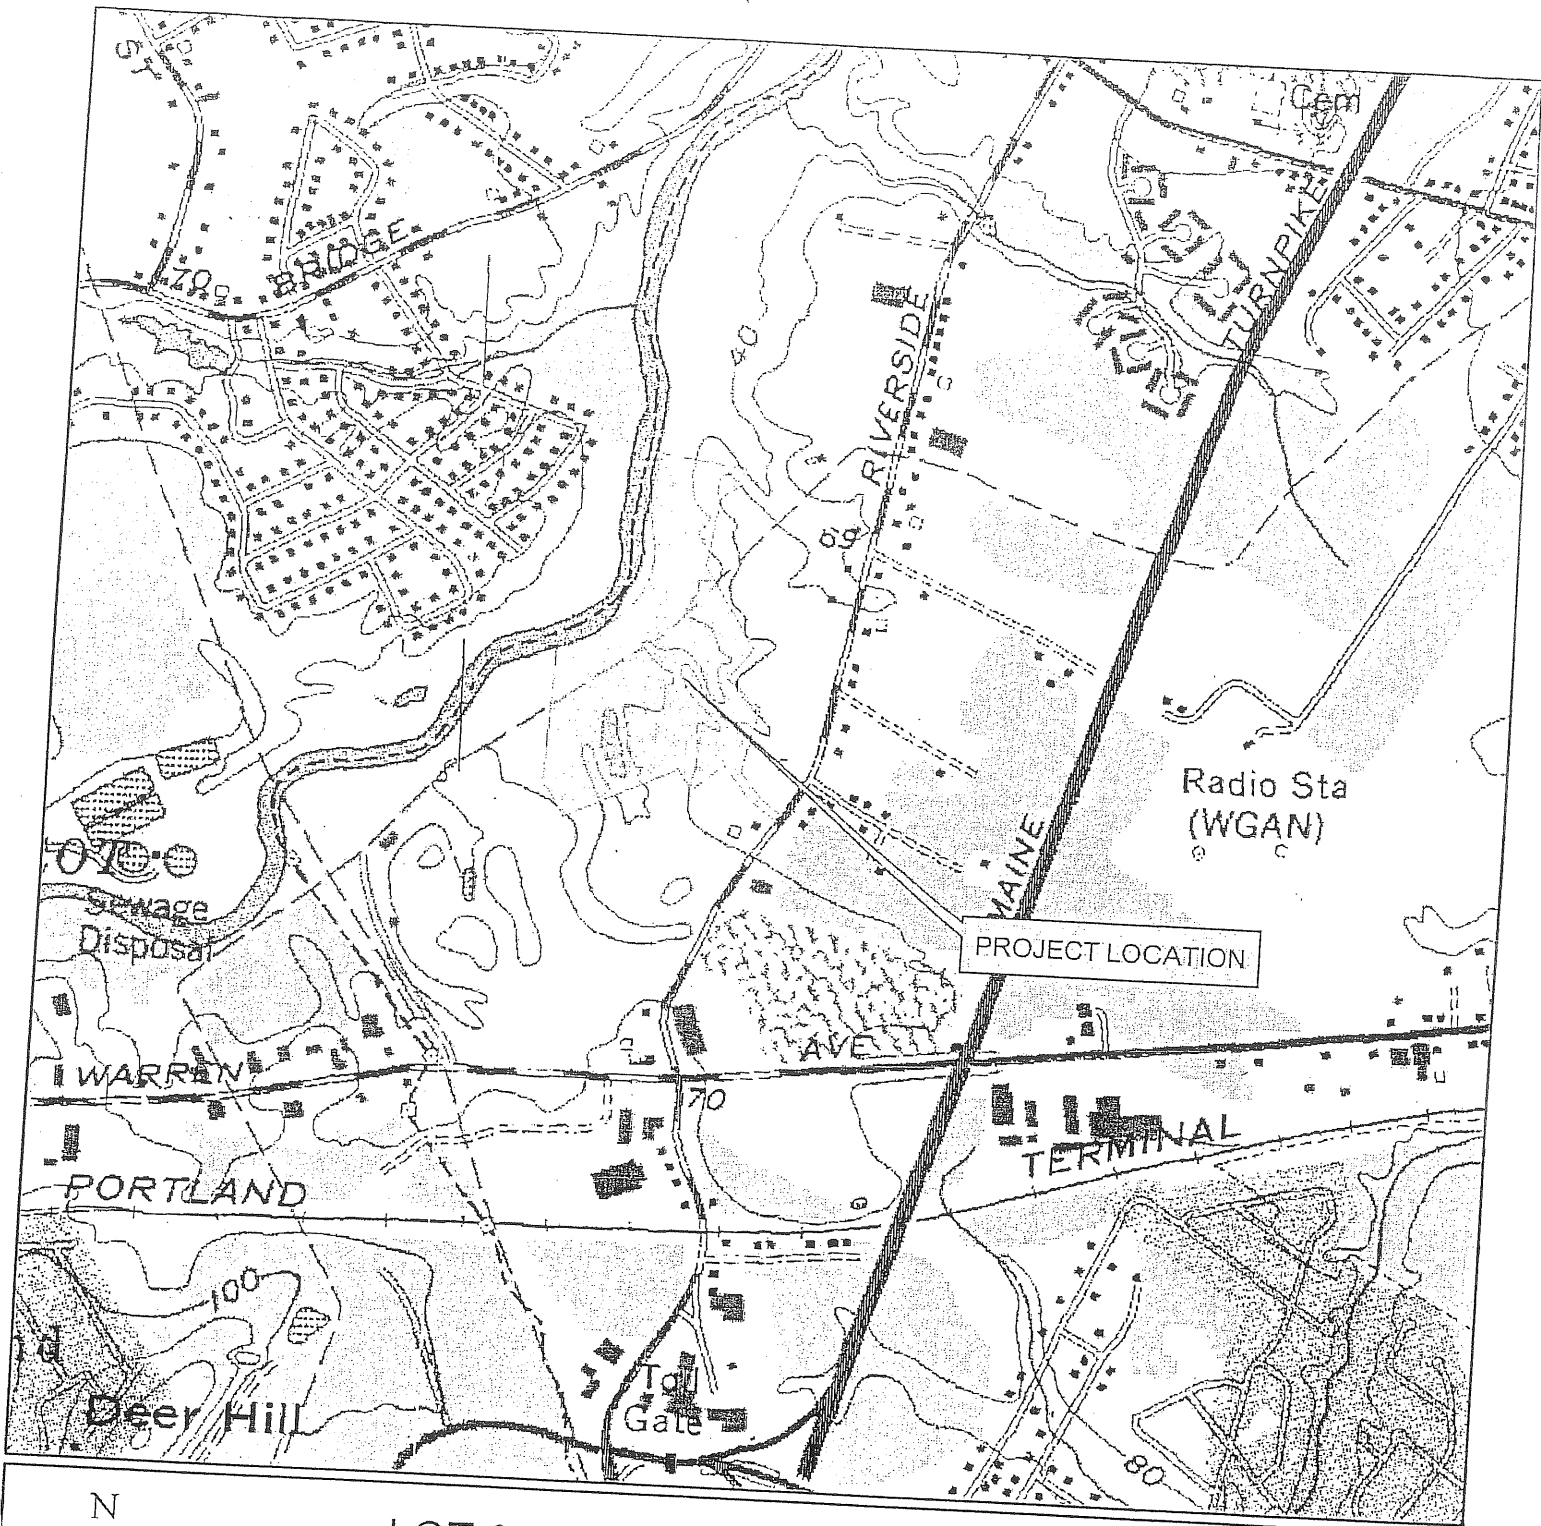 ST
Cem
70
BRIDGE
TURNPIKE
RIVERSIDE
40
69
Radio Sta
(WGAN)
MAINE
Sewage
Disposal
PROJECT LOCATION
WARREN
AVE
70
TERMINAL
PORTLAND
100
Deer Hill
Toll
Gate
80
N